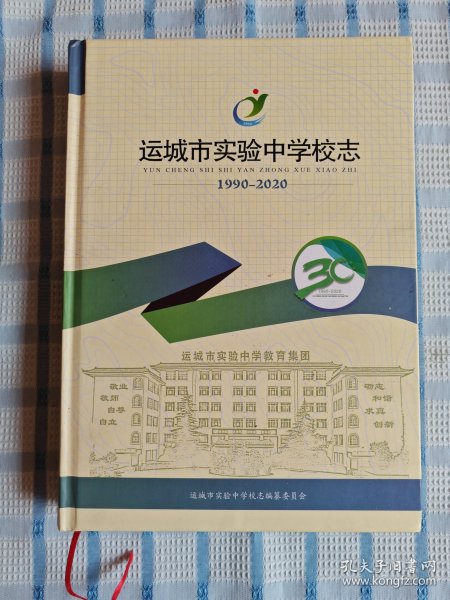 运城市实验中学校志
YUN CHENG SHI SHI YAN ZHONG XUE XIAO ZHI
1990-2020
30
1990-2020
运城市实验中学教育集团
敬业
敬师
自尊
自立
励志
和谐
求真
创新
运城市实验中学校志编纂委员会
孔夫子旧书网
www.kongfz.com